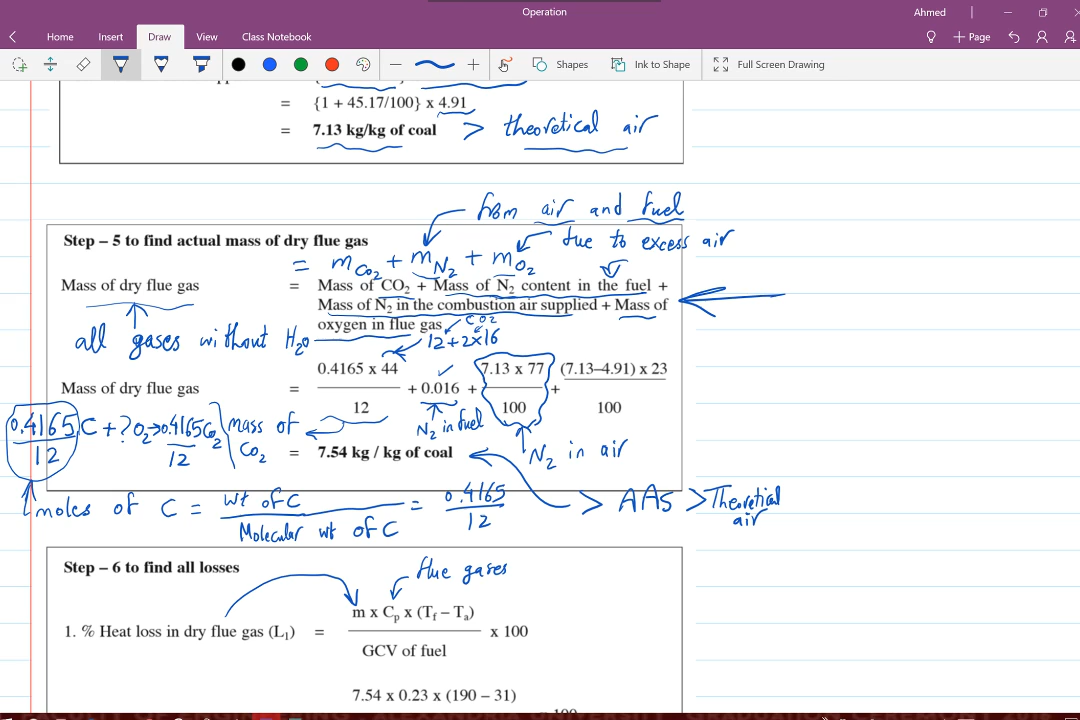 Operation
Ahmed
Home Insert Draw View Class Notebook
+ Page
Shapes Ink to Shape Full Screen Drawing
= {1 + 45.17/100} x 4.91
= 7.13 kg/kg of coal > theoretical air
from air and fuel
Step – 5 to find actual mass of dry flue gas
due to excess air
= mCO₂ + mN₂ + mO₂
Mass of dry flue gas = Mass of CO₂ + Mass of N₂ content in the fuel +
Mass of N₂ in the combustion air supplied + Mass of
oxygen in flue gas
CO₂
all gases without H₂O
12+2x16
0.4165 x 44 7.13 x 77 (7.13–4.91) x 23
Mass of dry flue gas = + 0.016 + +
12 100 100
0.4165 C + ? O₂ → 0.4165 CO₂
12 12
mass of CO₂
N₂ in fuel
N₂ in air
= 7.54 kg / kg of coal
> AAS > Theoretical air
moles of C = wt of C = 0.4165
Molecular wt of C 12
Step – 6 to find all losses
flue gases
m x Cₚ x (T_f – Tₐ)
1. % Heat loss in dry flue gas (L₁) = x 100
GCV of fuel
7.54 x 0.23 x (190 – 31)